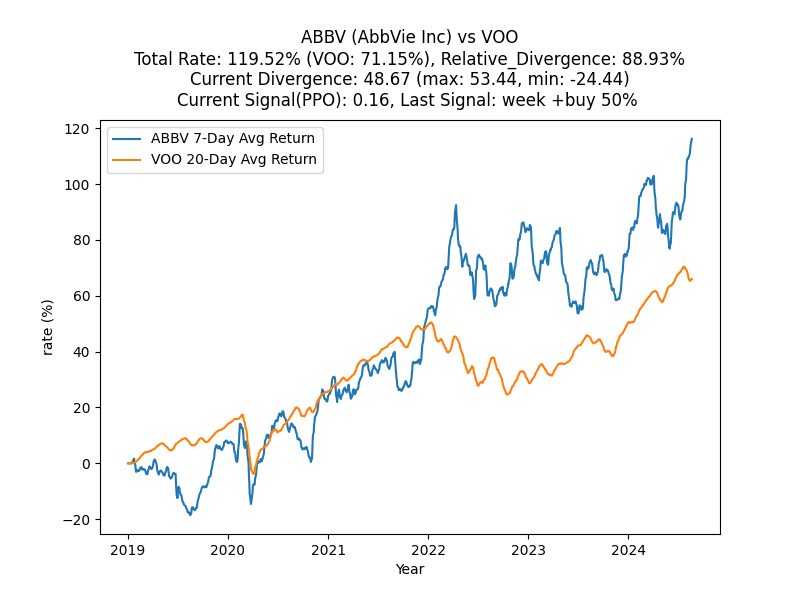 ABBV (AbbVie Inc) vs VOO
Total Rate: 119.52% (VOO: 71.15%), Relative_Divergence: 88.93%
Current Divergence: 48.67 (max: 53.44, min: -24.44)
Current Signal(PPO): 0.16, Last Signal: week +buy 50%
ABBV 7-Day Avg Return
VOO 20-Day Avg Return
120
100
80
60
40
20
0
−20
rate (%)
2019 2020 2021 2022 2023 2024
Year